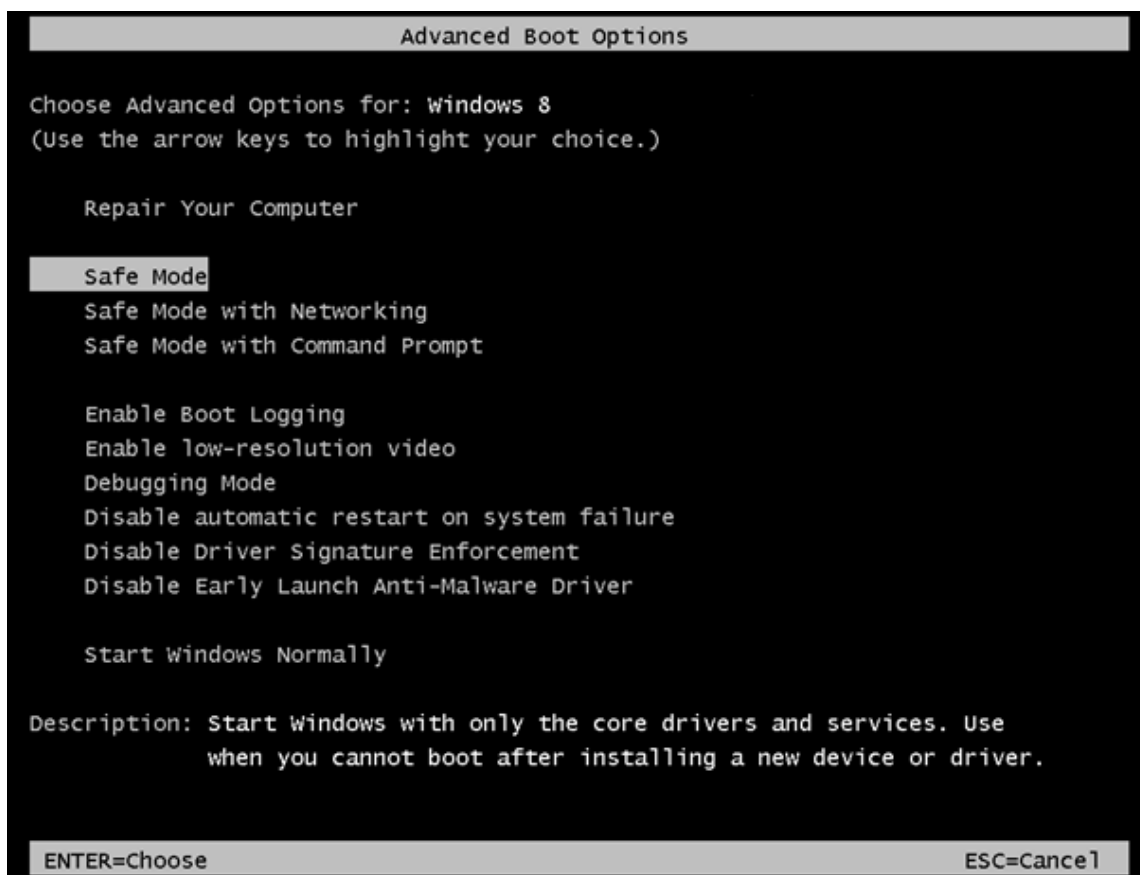 Advanced Boot Options
Choose Advanced Options for: Windows 8
(Use the arrow keys to highlight your choice.)
Repair Your Computer
Safe Mode
Safe Mode with Networking
Safe Mode with Command Prompt
Enable Boot Logging
Enable low-resolution video
Debugging Mode
Disable automatic restart on system failure
Disable Driver Signature Enforcement
Disable Early Launch Anti-Malware Driver
Start Windows Normally
Description: Start Windows with only the core drivers and services. Use
when you cannot boot after installing a new device or driver.
ENTER=Choose ESC=Cancel